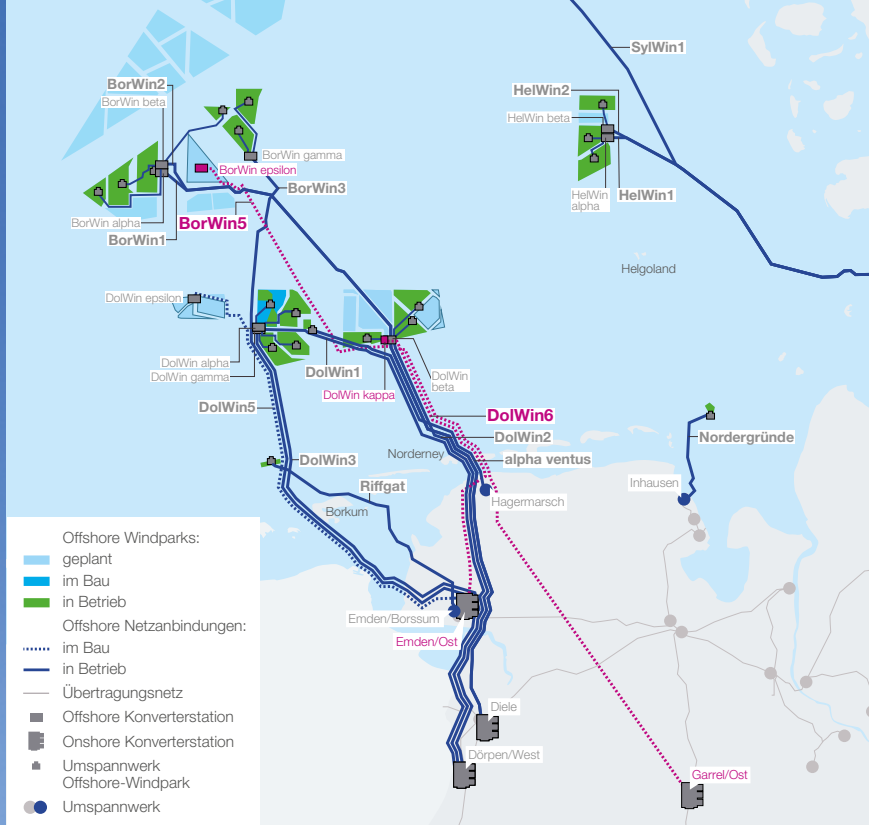 SylWin1
BorWin2
BorWin beta
HelWin2
HelWin beta
BorWin gamma
BorWin epsilon
BorWin3
HelWin
alpha
HelWin1
BorWin alpha
BorWin5
BorWin1
Helgoland
DolWin epsilon
DolWin alpha
DolWin gamma
DolWin1
DolWin
beta
DolWin kappa
DolWin5
DolWin6
DolWin2
Nordergründe
Norderney
alpha ventus
DolWin3
Riffgat
Inhausen
Hagermarsch
Borkum
Offshore Windparks:
geplant
im Bau
in Betrieb
Offshore Netzanbindungen:
im Bau
in Betrieb
Übertragungsnetz
Offshore Konverterstation
Onshore Konverterstation
Umspannwerk
Offshore-Windpark
Umspannwerk
Emden/Borssum
Emden/Ost
Diele
Dörpen/West
Garrel/Ost